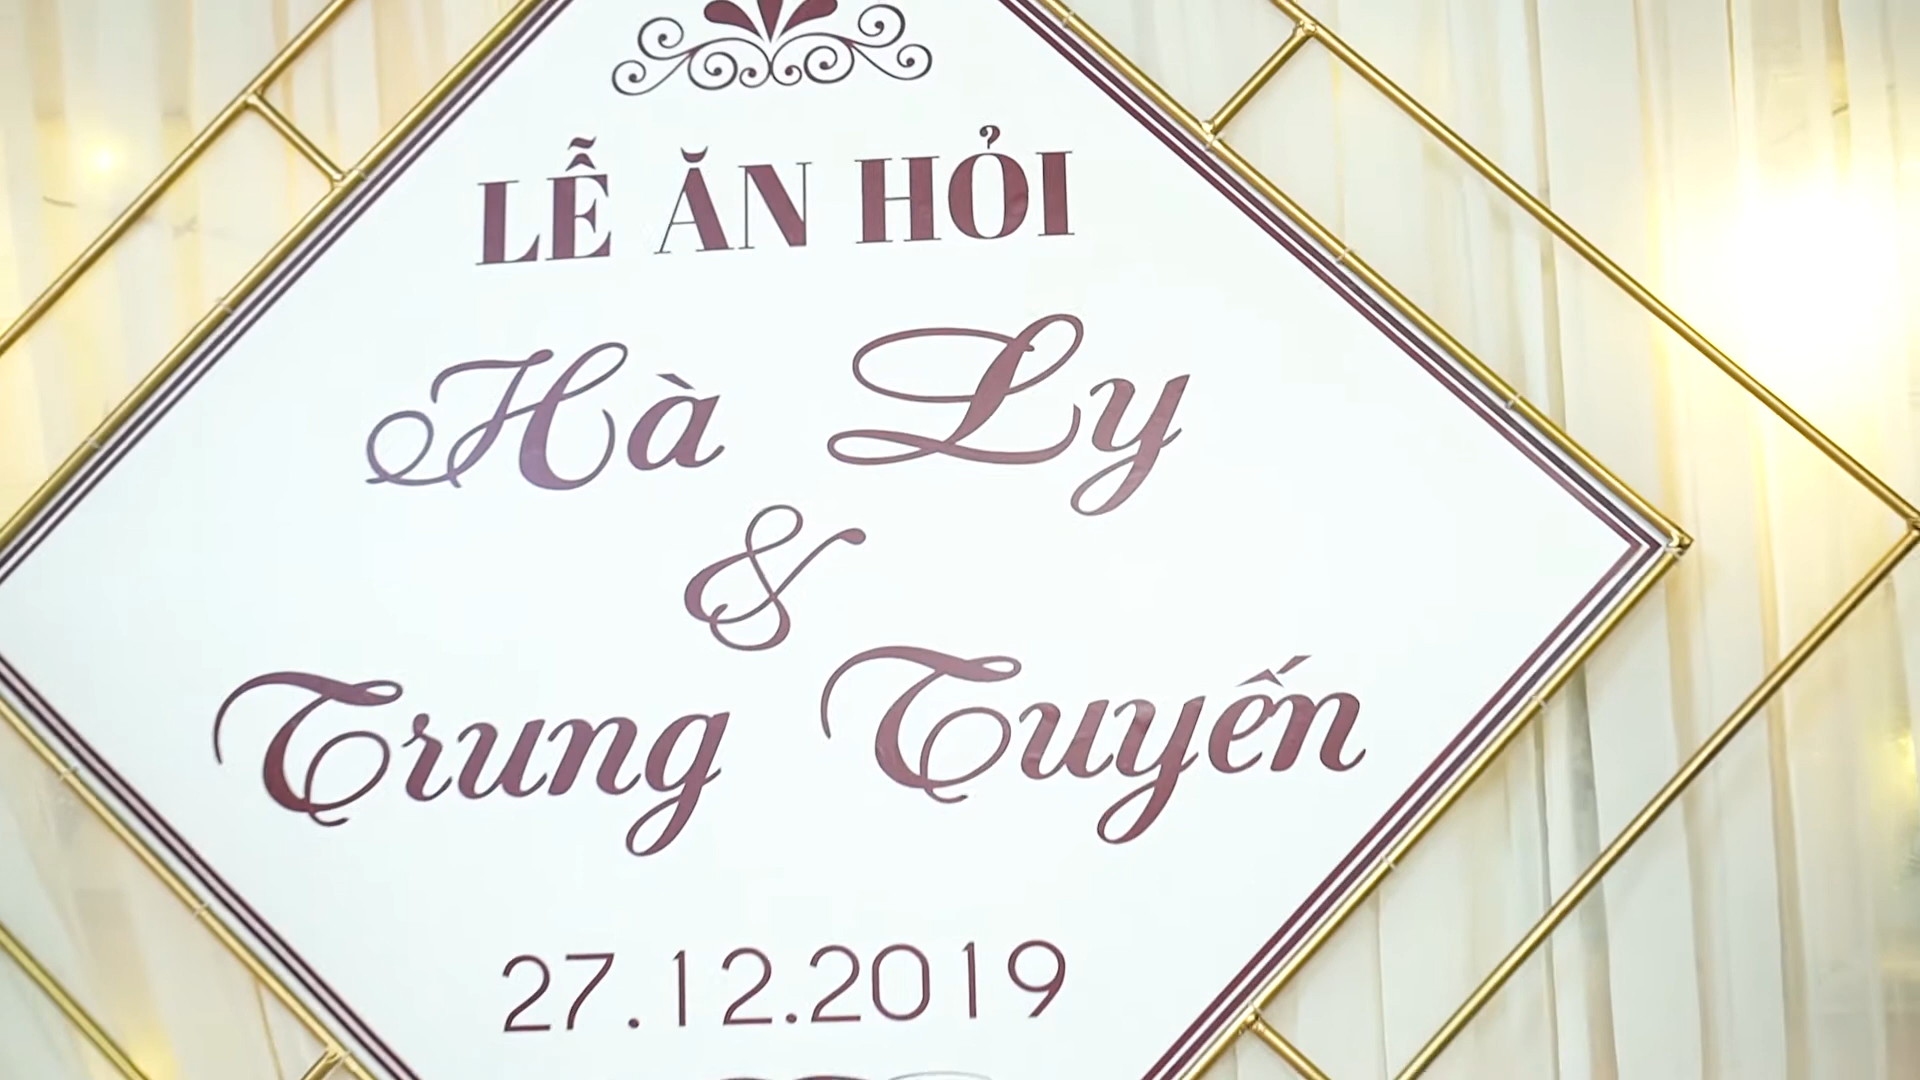 LỄ ĂN HỎI
Hà Ly
&
Trung Tuyến
27.12.2019